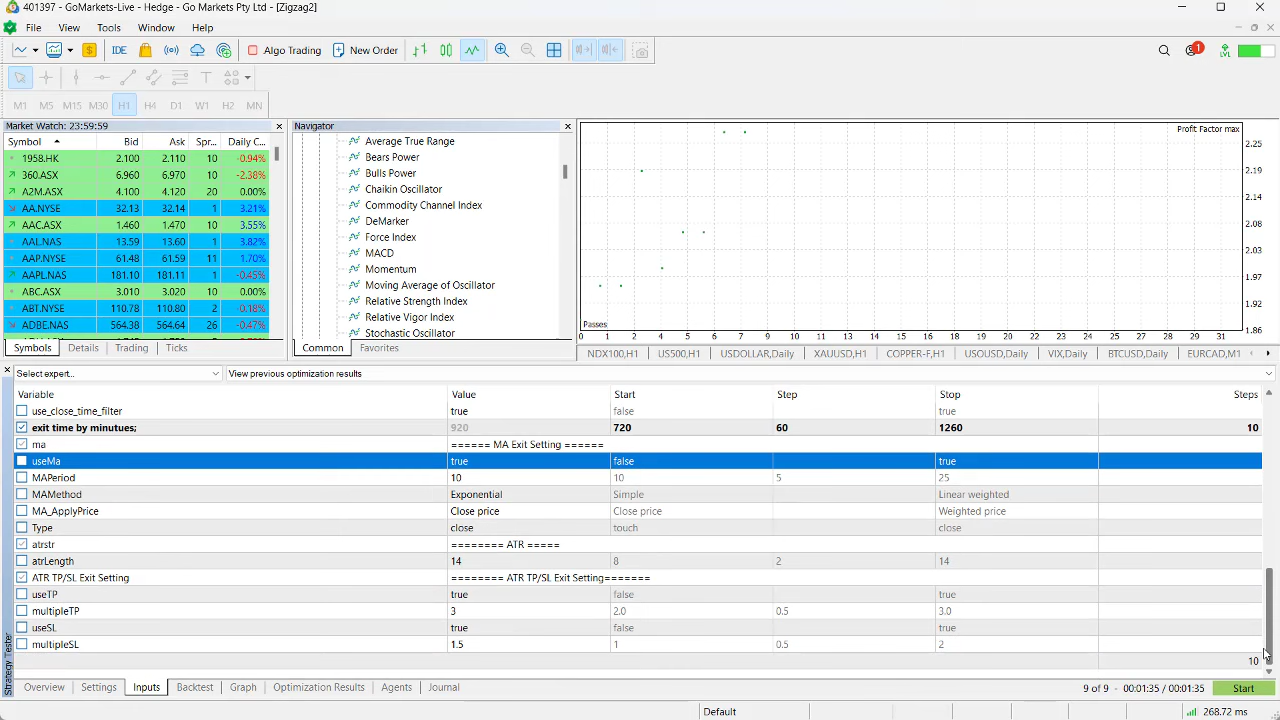 401397 - GoMarkets-Live - Hedge - Go Markets Pty Ltd - [Zigzag2]
File View Tools Window Help
IDE Algo Trading New Order 1 LVL
M1 M5 M15 M30 H1 H4 D1 W1 H2 MN
Market Watch: 23:59:59
Symbol Bid Ask Spr... Daily C...
1958.HK 2.100 2.110 10 -0.94%
360.ASX 6.960 6.970 10 -2.38%
A2M.ASX 4.100 4.120 20 0.00%
AA.NYSE 32.13 32.14 1 3.21%
AAC.ASX 1.460 1.470 10 3.55%
AAL.NAS 13.59 13.60 1 3.82%
AAP.NYSE 61.48 61.59 11 1.70%
AAPL.NAS 181.10 181.11 1 -0.45%
ABC.ASX 3.010 3.020 10 0.00%
ABT.NYSE 110.78 110.80 2 -0.18%
ADBE.NAS 564.38 564.64 26 -0.47%
Symbols Details Trading Ticks
Navigator
Average True Range
Bears Power
Bulls Power
Chaikin Oscillator
Commodity Channel Index
DeMarker
Force Index
MACD
Momentum
Moving Average of Oscillator
Relative Strength Index
Relative Vigor Index
Stochastic Oscillator
Common Favorites
Profit Factor max
2.25
2.19
2.14
2.08
2.03
1.97
1.92
1.86
Passes
0 2 4 6 7 9 10 11 13 14 15 16 18 19 21 22 23 25 26 27 29 30 31
NDX100,H1 US500,H1 USDOLLAR,Daily XAUUSD,H1 COPPER-F,H1 USOUSD,Daily VIX,Daily BTCUSD,Daily EURCAD,M1
Select expert... View previous optimization results
Variable Value Start Step Stop Steps
use_close_time_filter true false true
exit time by minutues; 920 720 60 1260 10
ma ====== MA Exit Setting ======
useMa true false true
MAPeriod 10 10 5 25
MAMethod Exponential Simple Linear weighted
MA_ApplyPrice Close price Close price Weighted price
Type close touch close
atrstr ======== ATR =====
atrLength 14 8 2 14
ATR TP/SL Exit Setting ======== ATR TP/SL Exit Setting=======
useTP true false true
multipleTP 3 2.0 0.5 3.0
useSL true false true
multipleSL 1.5 1 0.5 2
10
Strategy Tester
Overview Settings Inputs Backtest Graph Optimization Results Agents Journal 9 of 9 - 00:01:35 / 00:01:35 Start
Default 268.72 ms